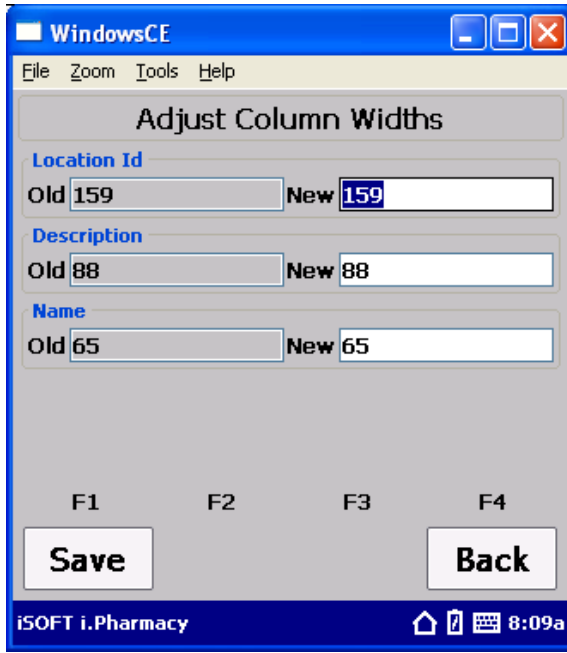 WindowsCE
File Zoom Tools Help
Adjust Column Widths
Location Id
Old 159 New 159
Description
Old 88 New 88
Name
Old 65 New 65
F1 F2 F3 F4
Save Back
iSOFT i.Pharmacy 8:09a